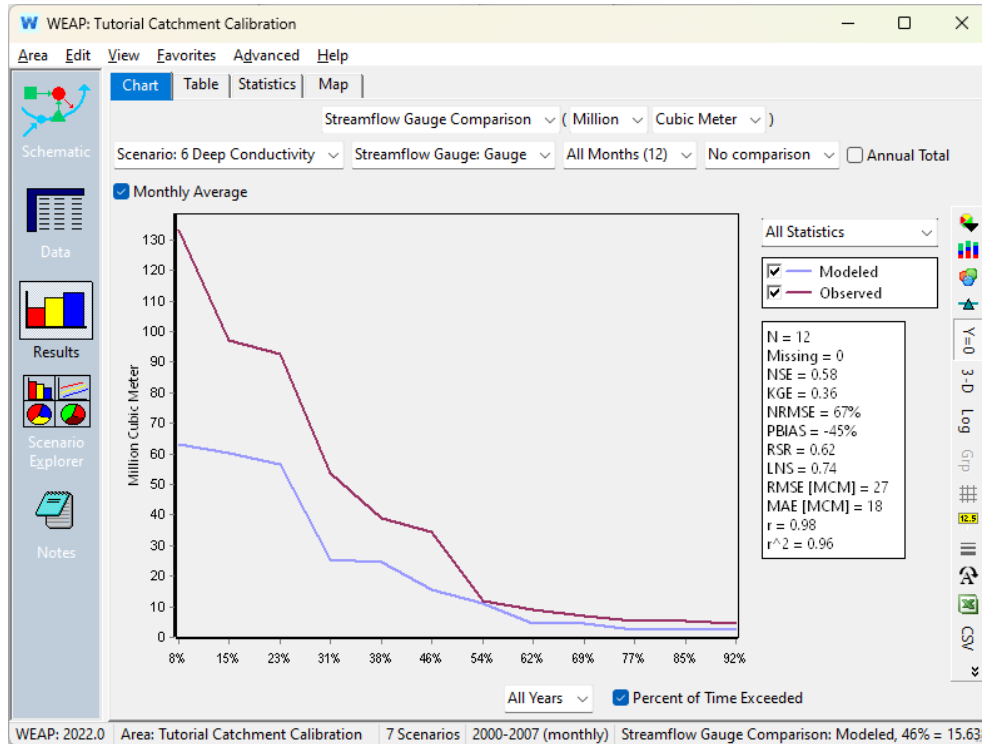 WEAP: Tutorial Catchment Calibration
Area Edit View Favorites Advanced Help
Chart Table Statistics Map
Streamflow Gauge Comparison ( Million Cubic Meter )
Scenario: 6 Deep Conductivity Streamflow Gauge: Gauge All Months (12) No comparison Annual Total
Monthly Average
Schematic
Data
Results
Scenario
Explorer
Notes
Million Cubic Meter
130
120
110
100
90
80
70
60
50
40
30
20
10
0
8% 15% 23% 31% 38% 46% 54% 62% 69% 77% 85% 92%
All Statistics
Modeled
Observed
N = 12
Missing = 0
NSE = 0.58
KGE = 0.36
NRMSE = 67%
PBIAS = -45%
RSR = 0.62
LNS = 0.74
RMSE [MCM] = 27
MAE [MCM] = 18
r = 0.98
r^2 = 0.96
Y=0
3-D
Log
Grp
12.5
A
CSV
All Years Percent of Time Exceeded
WEAP: 2022.0 Area: Tutorial Catchment Calibration 7 Scenarios 2000-2007 (monthly) Streamflow Gauge Comparison: Modeled, 46% = 15.63